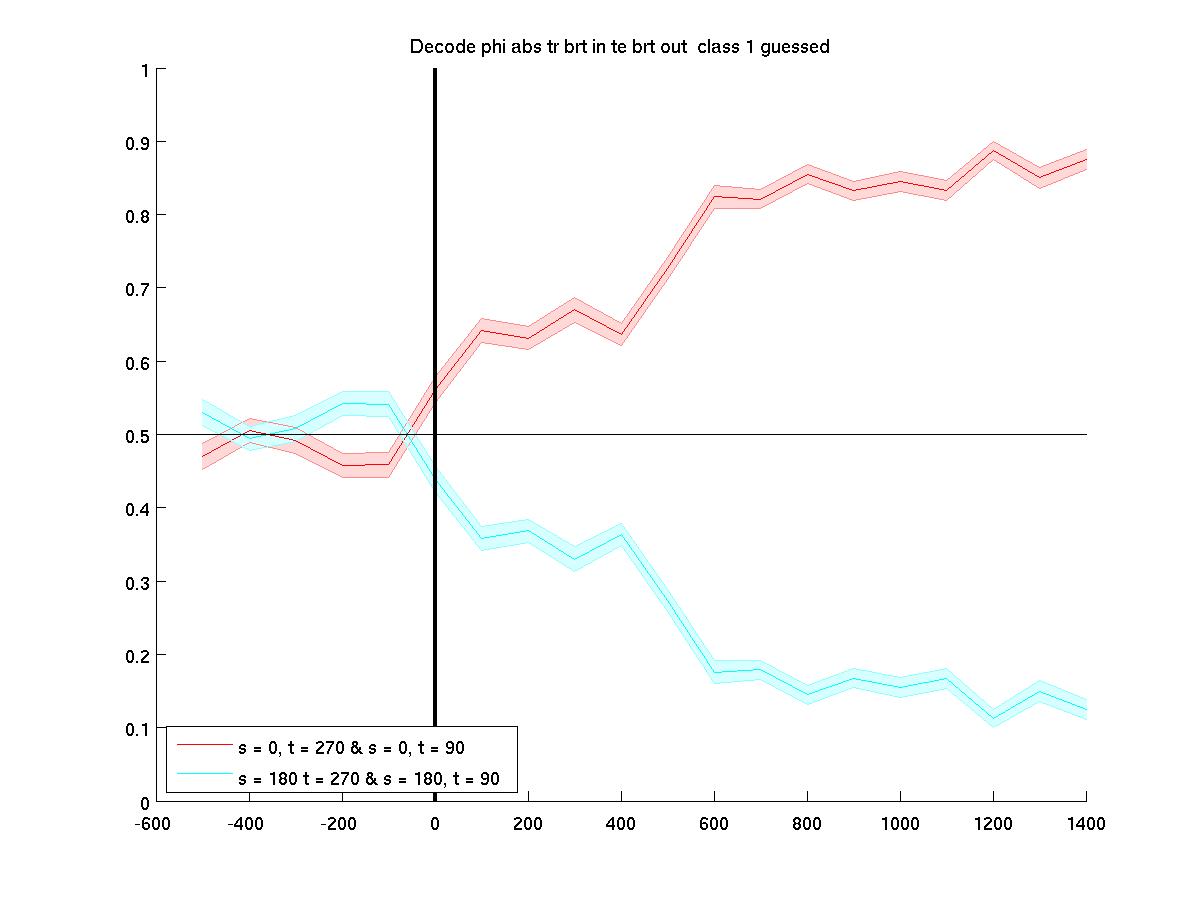 Decode phi abs tr brt in te brt out  class 1 guessed
1
0.9
0.8
0.7
0.6
0.5
0.4
0.3
0.2
0.1
0
s = 0, t = 270 & s = 0, t = 90
s = 180 t = 270 & s = 180, t = 90
-600 -400 -200 0 200 400 600 800 1000 1200 1400